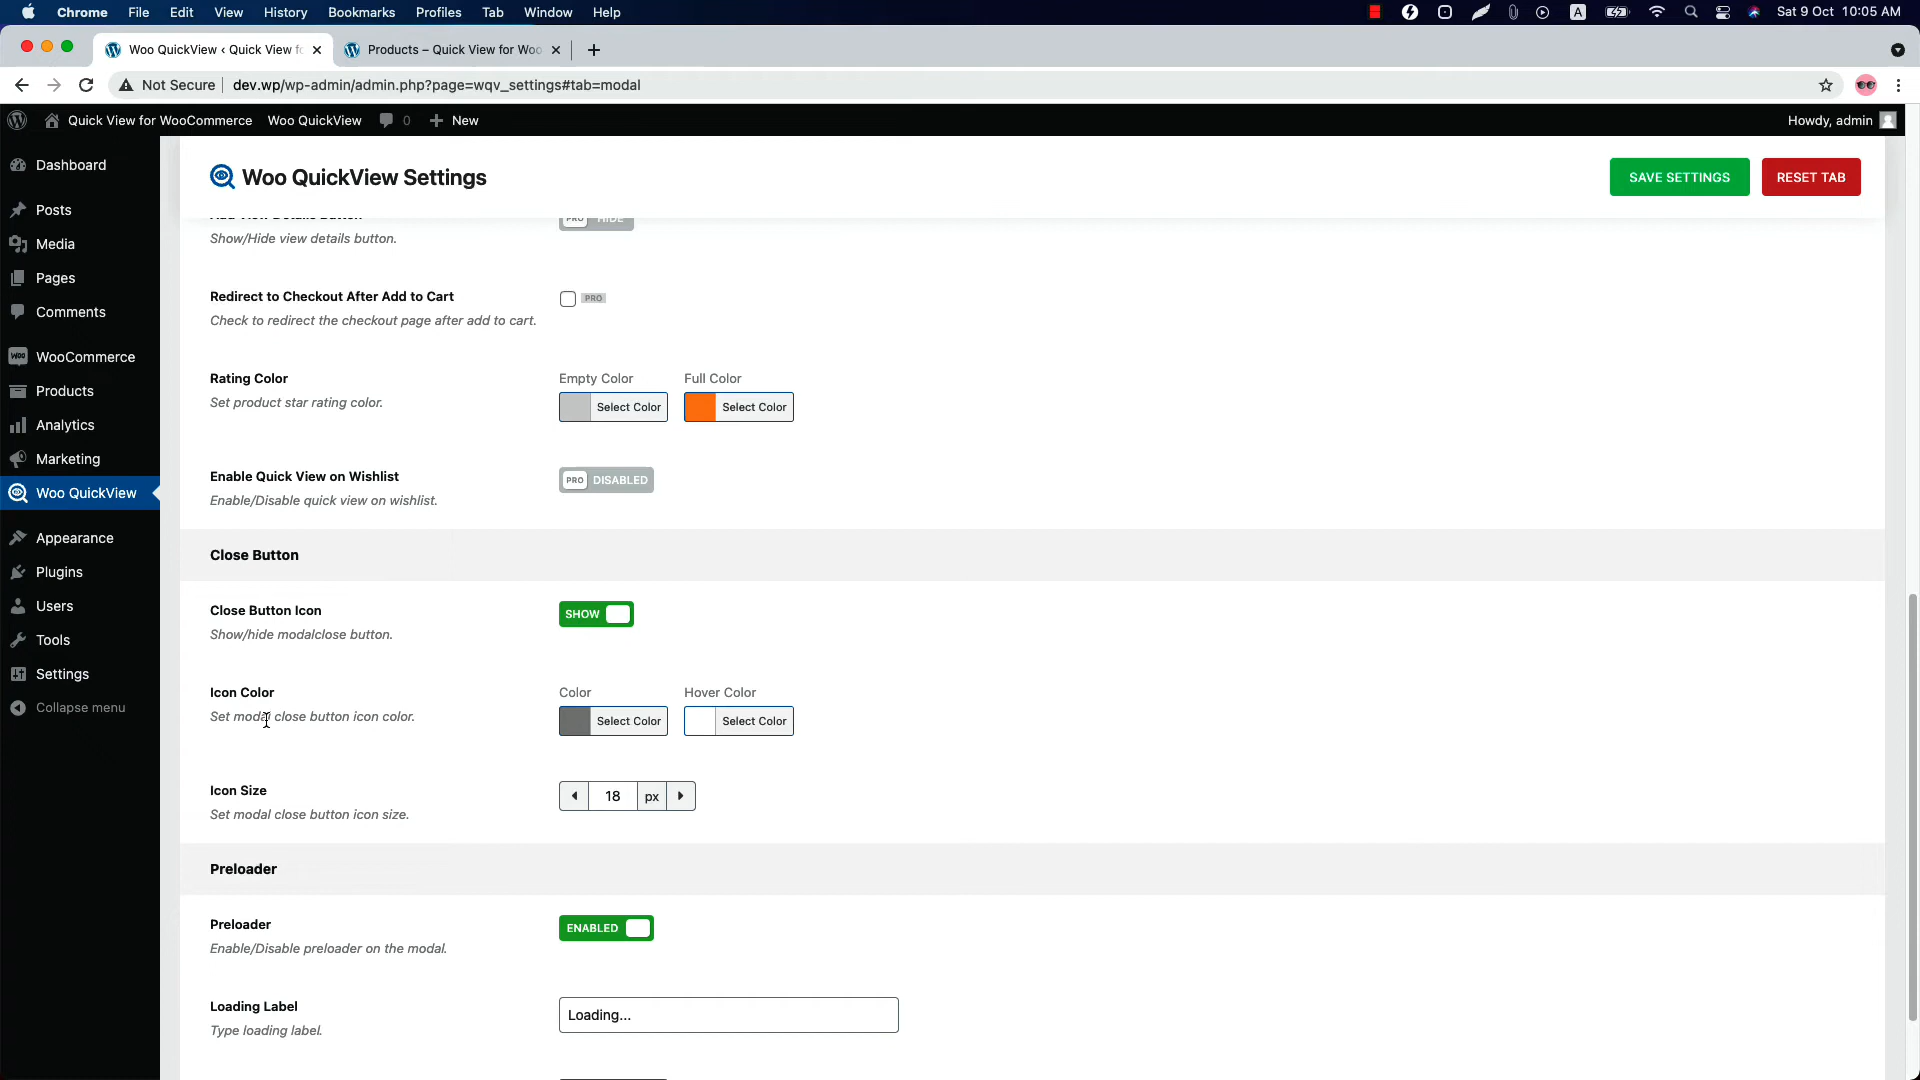 Chrome File Edit View History Bookmarks Profiles Tab Window Help A Sat 9 Oct 10:05 AM
Woo QuickView ‹ Quick View fo Products – Quick View for Woo
Not Secure dev.wp/wp-admin/admin.php?page=wqv_settings#tab=modal
Quick View for WooCommerce Woo QuickView 0 New Howdy, admin
Dashboard
Posts
Media
Pages
Comments
WooCommerce
Products
Analytics
Marketing
Woo QuickView
Appearance
Plugins
Users
Tools
Settings
Collapse menu
Woo QuickView Settings SAVE SETTINGS RESET TAB
PRO HIDE
Show/Hide view details button.
Redirect to Checkout After Add to Cart PRO
Check to redirect the checkout page after add to cart.
Rating Color Empty Color Full Color
Set product star rating color. Select Color Select Color
Enable Quick View on Wishlist PRO DISABLED
Enable/Disable quick view on wishlist.
Close Button
Close Button Icon SHOW
Show/hide modalclose button.
Icon Color Color Hover Color
Set modal close button icon color. Select Color Select Color
Icon Size 18 px
Set modal close button icon size.
Preloader
Preloader ENABLED
Enable/Disable preloader on the modal.
Loading Label Loading...
Type loading label.